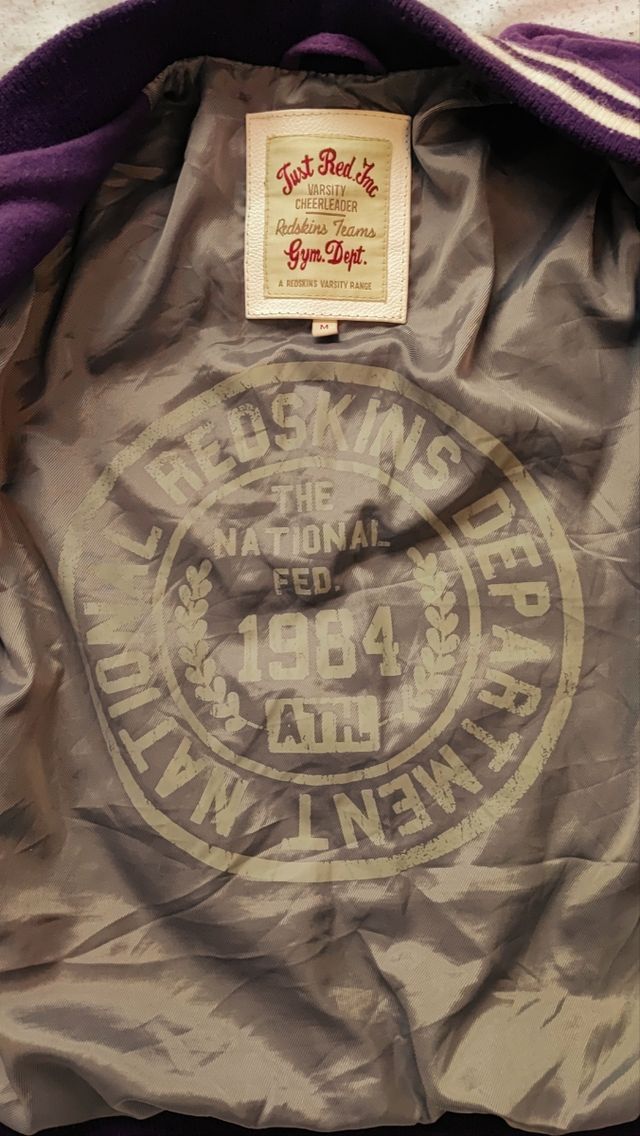 Just Red.Inc
VARSITY
CHEERLEADER
Redskins Teams
Gym.Dept.
A REDSKINS VARSITY RANGE
M
NATIONAL REDSKINS DEPARTMENT
THE
NATIONAL
FED.
1984
ATH.